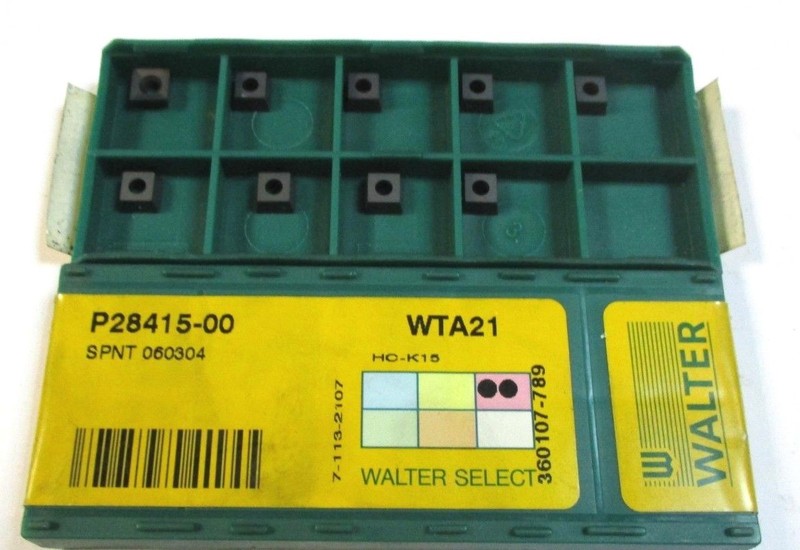 P28415-00
SPNT 060304
WTA21
HC-K15
7-113-2107
360107-789
WALTER SELECT
WALTER